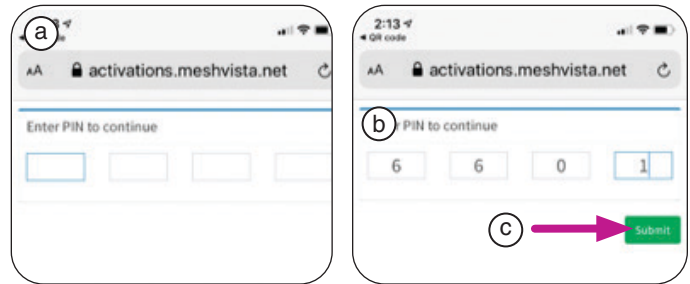 a
AA activations.meshvista.net
Enter PIN to continue
2:13
QR code
AA activations.meshvista.net
b
PIN to continue
6 6 0 1
c
Submit